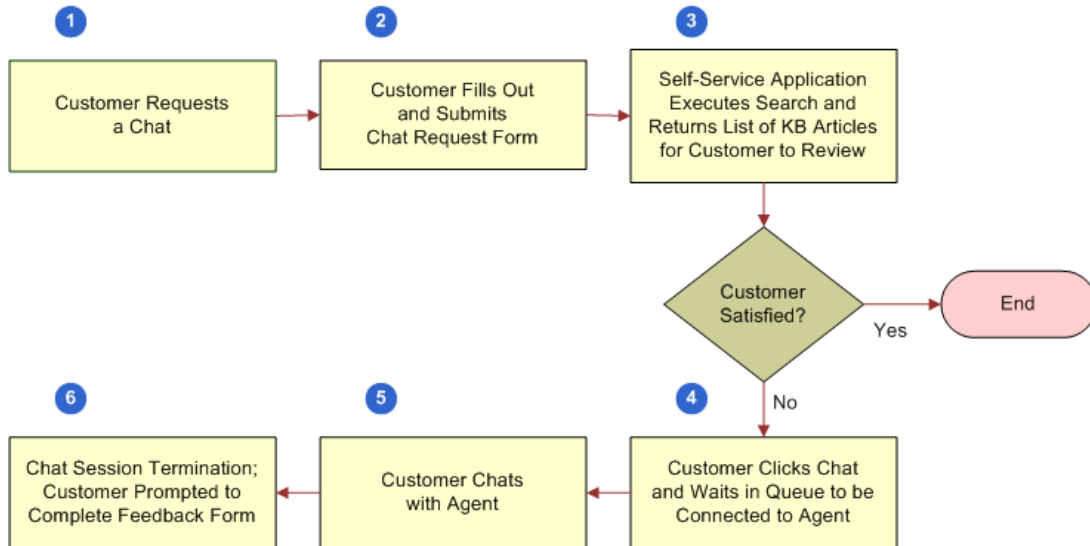 1
Customer Requests
a Chat
2
Customer Fills Out
and Submits
Chat Request Form
3
Self-Service Application
Executes Search and
Returns List of KB Articles
for Customer to Review
Customer
Satisfied?
Yes
End
No
4
Customer Clicks Chat
and Waits in Queue to be
Connected to Agent
5
Customer Chats
with Agent
6
Chat Session Termination;
Customer Prompted to
Complete Feedback Form